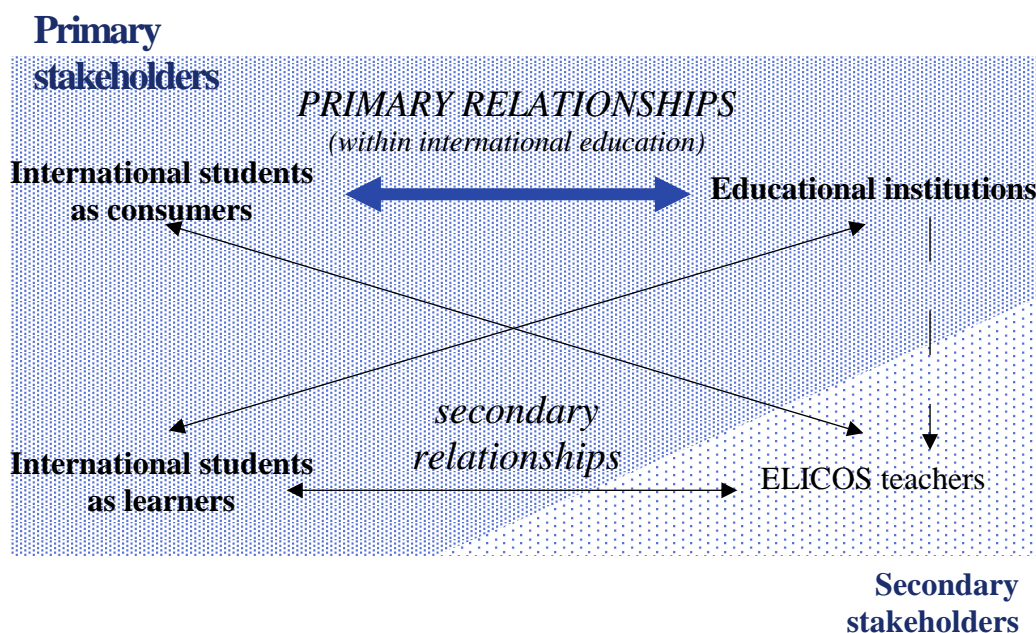 Primary
stakeholders
PRIMARY RELATIONSHIPS
(within international education)
International students
as consumers
Educational institutions
secondary
relationships
International students
as learners
ELICOS teachers
Secondary
stakeholders